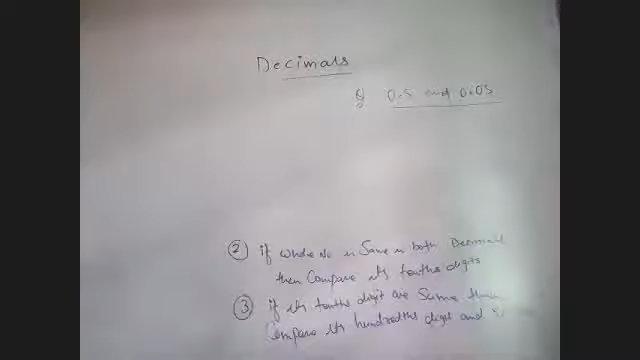 Decimals
Q 0.5 and 0.05
② if whole No is Same in both Decimal
then Compare its tenths digits
③ if its tenths digit are Same then
Compare its hundredths digit and